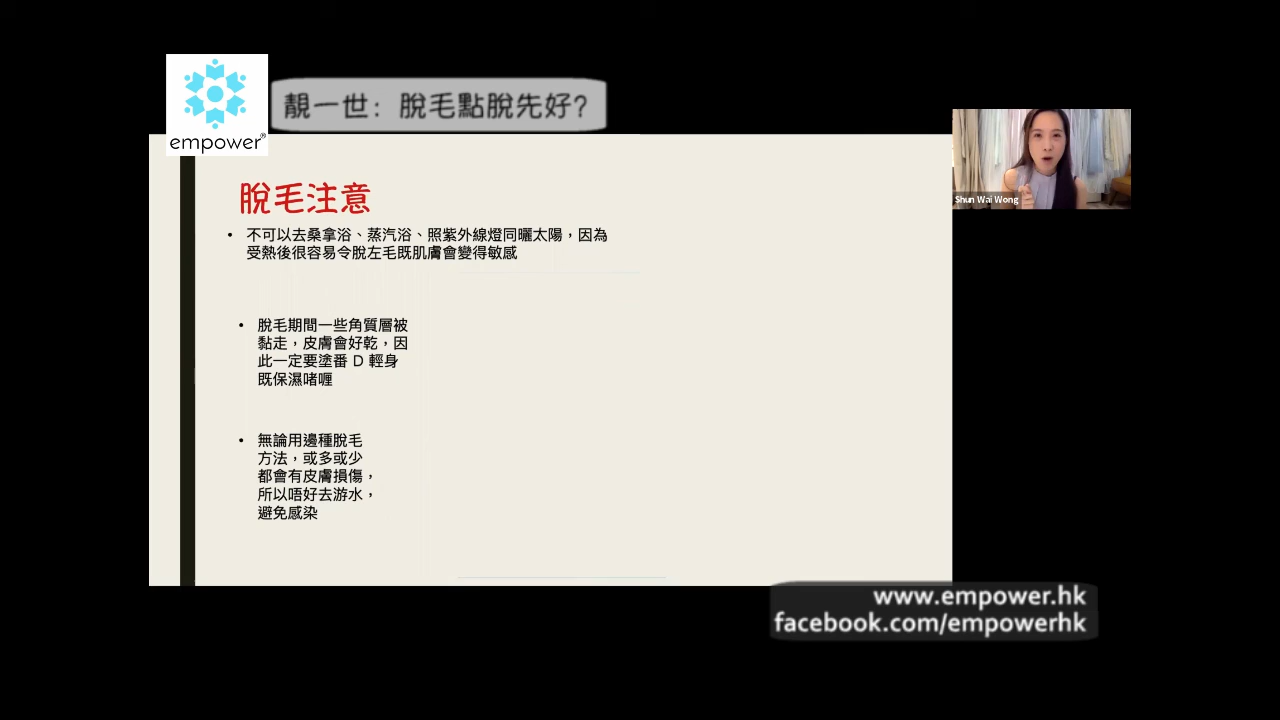 empower®
靚一世：脫毛點脫先好?
Shun Wai Wong
脫毛注意
• 不可以去桑拿浴、蒸汽浴、照紫外線燈同曬太陽，因為
受熱後很容易令脫左毛既肌膚會變得敏感
• 脫毛期間一些角質層被
黏走，皮膚會好乾，因
此一定要塗番 D 輕身
既保濕啫喱
• 無論用邊種脫毛
方法，或多或少
都會有皮膚損傷，
所以唔好去游水，
避免感染
www.empower.hk
facebook.com/empowerhk